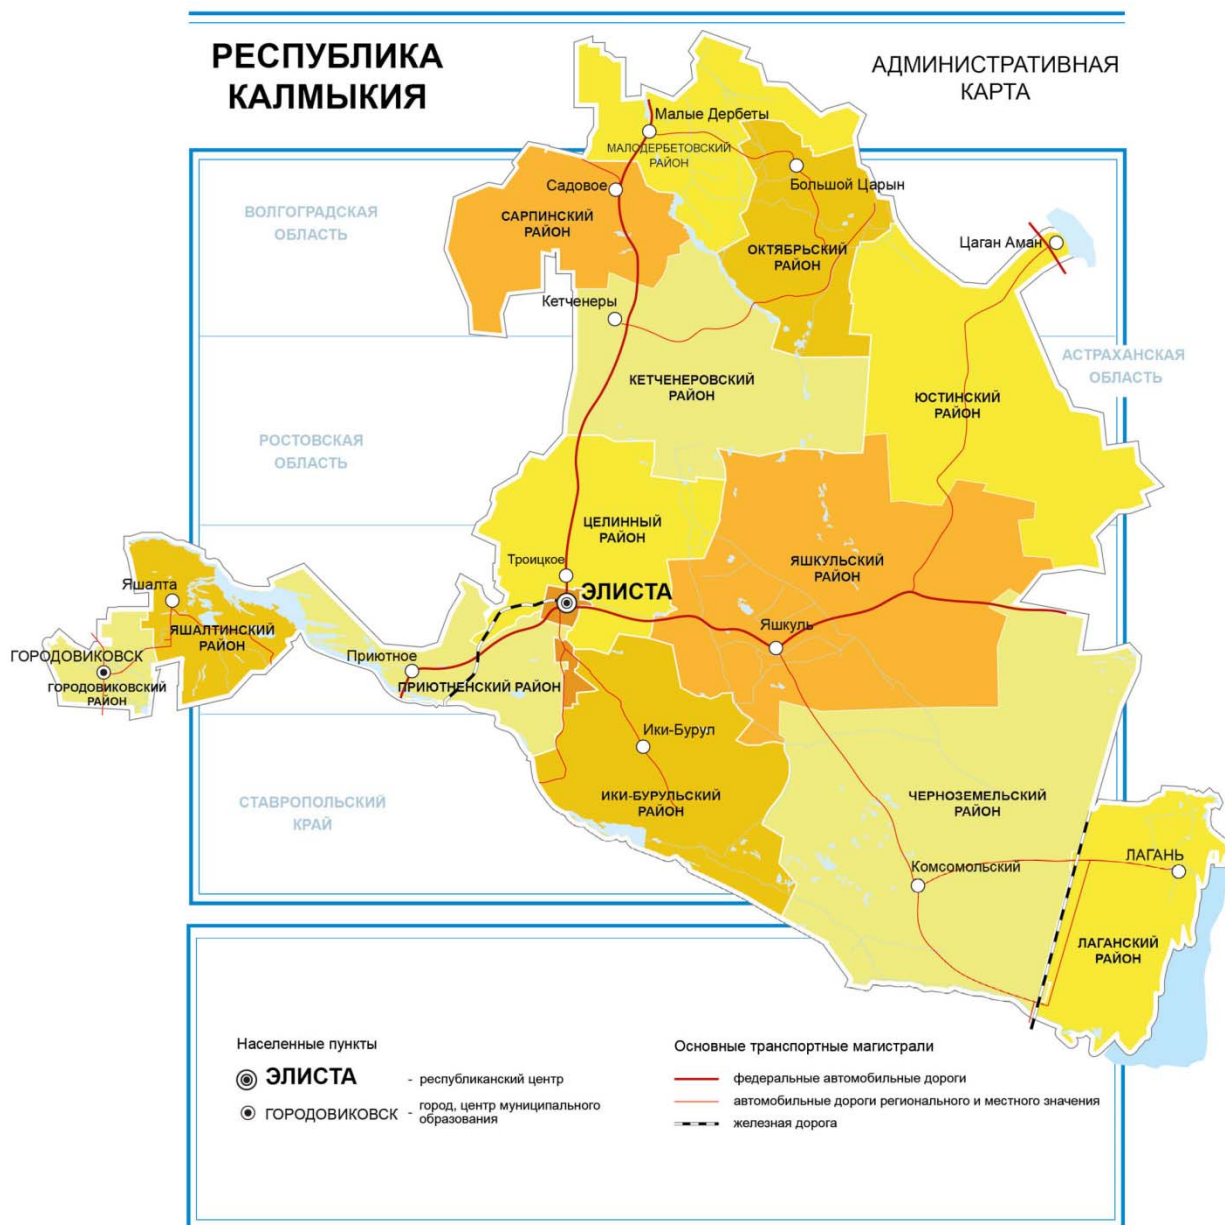 РЕСПУБЛИКА
КАЛМЫКИЯ
АДМИНИСТРАТИВНАЯ
КАРТА
Малые Дербеты
МАЛОДЕРБЕТОВСКИЙ
РАЙОН
Большой Царын
Садовое
САРПИНСКИЙ
РАЙОН
ВОЛГОГРАДСКАЯ
ОБЛАСТЬ
ОКТЯБРЬСКИЙ
РАЙОН
Цаган Аман
Кетченеры
АСТРАХАНСКАЯ
ОБЛАСТЬ
КЕТЧЕНЕРОВСКИЙ
РАЙОН
ЮСТИНСКИЙ
РАЙОН
РОСТОВСКАЯ
ОБЛАСТЬ
ЦЕЛИННЫЙ
РАЙОН
Троицкое
ЭЛИСТА
ЯШКУЛЬСКИЙ
РАЙОН
Яшкуль
Яшалта
ЯШАЛТИНСКИЙ
РАЙОН
ГОРОДОВИКОВСК
ГОРОДОВИКОВСКИЙ
РАЙОН
Приютное
ПРИЮТНЕНСКИЙ РАЙОН
Ики-Бурул
ИКИ-БУРУЛЬСКИЙ
РАЙОН
СТАВРОПОЛЬСКИЙ
КРАЙ
ЧЕРНОЗЕМЕЛЬСКИЙ
РАЙОН
Комсомольский
ЛАГАНЬ
ЛАГАНСКИЙ
РАЙОН
Населенные пункты
ЭЛИСТА - республиканский центр
ГОРОДОВИКОВСК - город, центр муниципального
образования
Основные транспортные магистрали
федеральные автомобильные дороги
автомобильные дороги регионального и местного значения
железная дорога